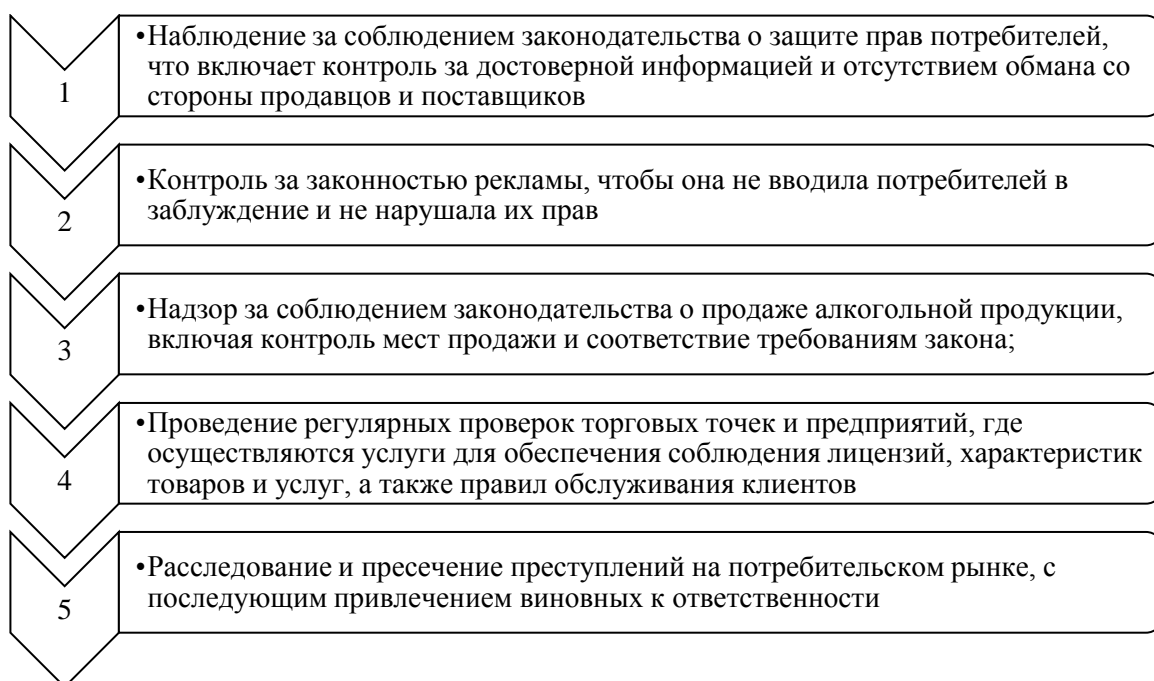 1
•Наблюдение за соблюдением законодательства о защите прав потребителей,
что включает контроль за достоверной информацией и отсутствием обмана со
стороны продавцов и поставщиков
2
•Контроль за законностью рекламы, чтобы она не вводила потребителей в
заблуждение и не нарушала их прав
3
•Надзор за соблюдением законодательства о продаже алкогольной продукции,
включая контроль мест продажи и соответствие требованиям закона;
4
•Проведение регулярных проверок торговых точек и предприятий, где
осуществляются услуги для обеспечения соблюдения лицензий, характеристик
товаров и услуг, а также правил обслуживания клиентов
5
•Расследование и пресечение преступлений на потребительском рынке, с
последующим привлечением виновных к ответственности